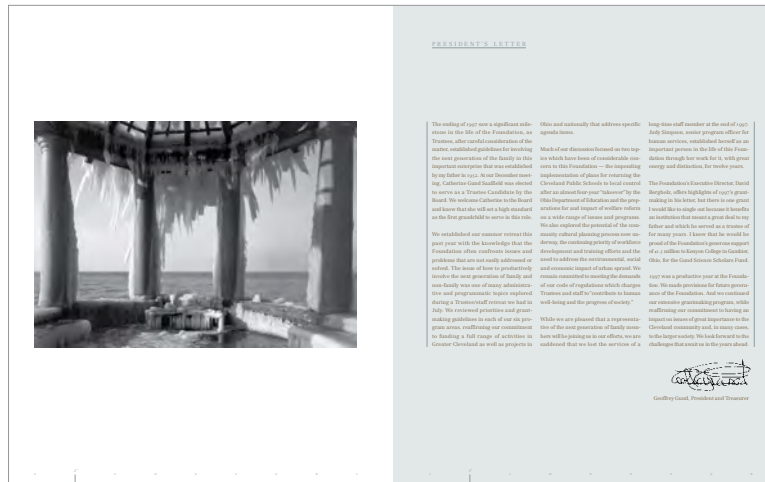 PRESIDENT'S LETTER
The ending of 1997 saw a significant mile-
stone in the life of the Foundation, as
Trustees, after careful consideration of the
matter, established guidelines for involving
the next generation of the family in this
important enterprise that was established
by my father in 1952. At our December meet-
ing, Catherine Gund Saalfield was elected
to serve as a Trustee Candidate by the
Board. We welcome Catherine to the Board
and know that she will set a high standard
as the first grandchild to serve in this role.
We established our summer retreat this
past year with the knowledge that the
Foundation often confronts issues and
problems that are not easily addressed or
solved. The issue of how to productively
involve the next generation of family and
non-family was one of many administra-
tive and programmatic topics explored
during a Trustee/staff retreat we had in
July. We reviewed priorities and grant-
making guidelines in each of our six pro-
gram areas, reaffirming our commitment
to funding a full range of activities in
Greater Cleveland as well as projects in
Ohio and nationally that address specific
agenda items.
Much of our discussion focused on two top-
ics which have been of considerable con-
cern to this Foundation — the impending
implementation of plans for returning the
Cleveland Public Schools to local control
after an almost four-year "takeover" by the
Ohio Department of Education and the prep-
arations for and impact of welfare reform
on a wide range of issues and programs.
We also explored the potential of the com-
munity cultural planning process now un-
derway, the continuing priority of workforce
development and training efforts and the
need to address the environmental, social
and economic impact of urban sprawl. We
remain committed to meeting the demands
of our code of regulations which charges
Trustees and staff to "contribute to human
well-being and the progress of society."
While we are pleased that a representa-
tive of the next generation of family mem-
bers will be joining us in our efforts, we are
saddened that we lost the services of a
long-time staff member at the end of 1997.
Judy Simpson, senior program officer for
human services, established herself as an
important person in the life of this Foun-
dation through her work for it, with great
energy and distinction, for twelve years.
The Foundation's Executive Director, David
Bergholz, offers highlights of 1997's grant-
making in his letter, but there is one grant
I would like to single out because it benefits
an institution that meant a great deal to my
father and which he served as a trustee of
for many years. I know that he would be
proud of the Foundation's generous support
of to Kenyon College in Gambier,
Ohio, for the Gund Science Scholars Fund.
1997 was a productive year at the Founda-
tion. We made provisions for future govern-
ance of the Foundation. And we continued
our extensive grantmaking program, while
reaffirming our commitment to having an
impact on issues of great importance to the
Cleveland community and, in many cases,
to the larger society. We look forward to the
challenges that await us in the years ahead.
Geoffrey Gund, President and Treasurer